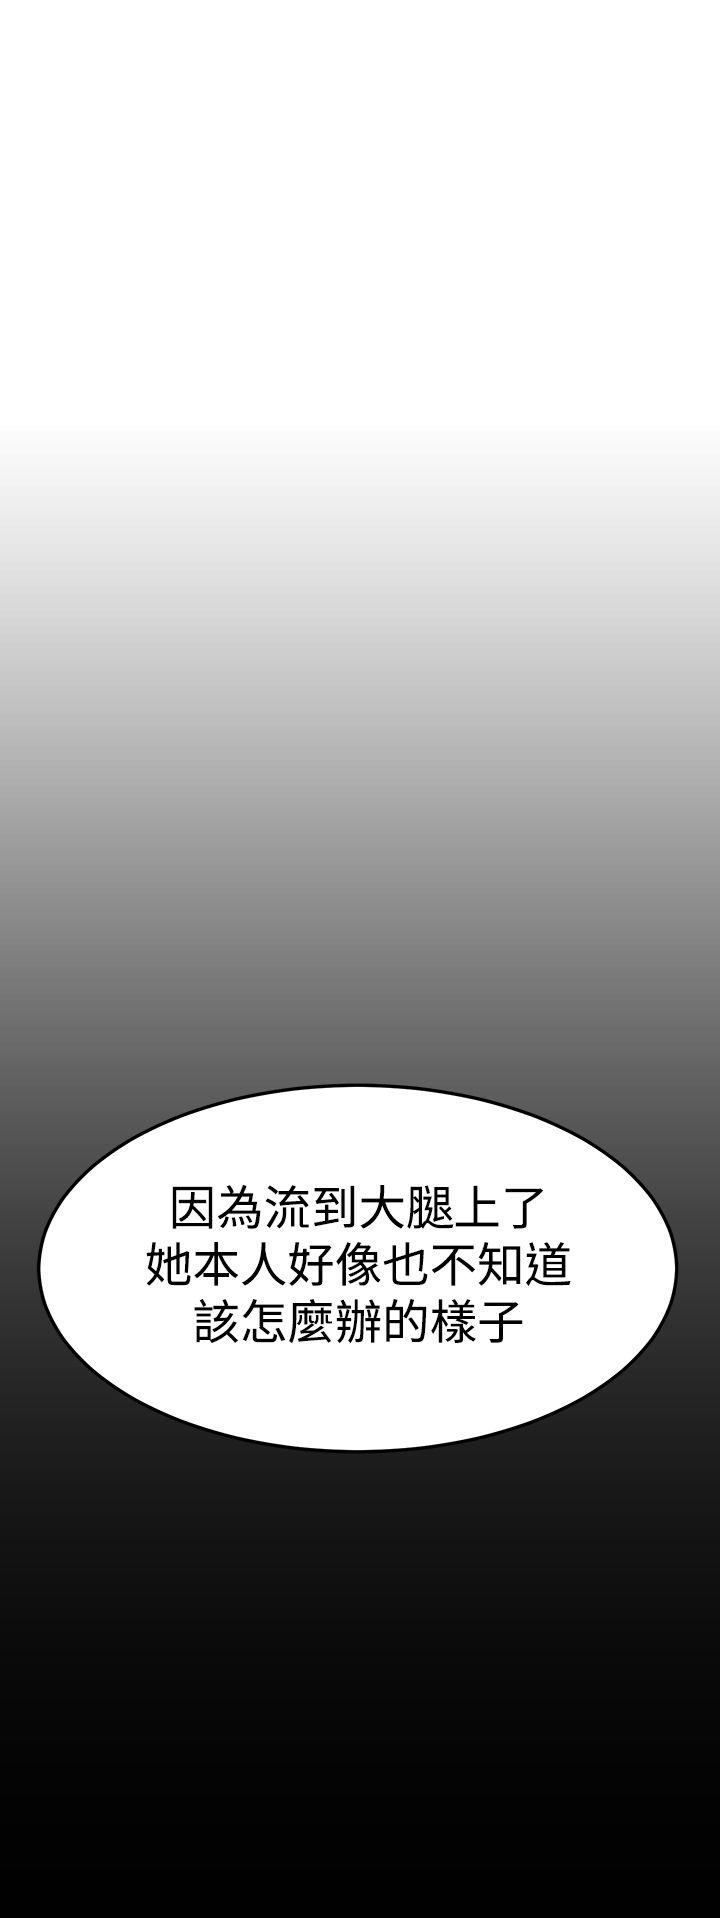 因為流到大腿上了
她本人好像也不知道
該怎麼辦的樣子